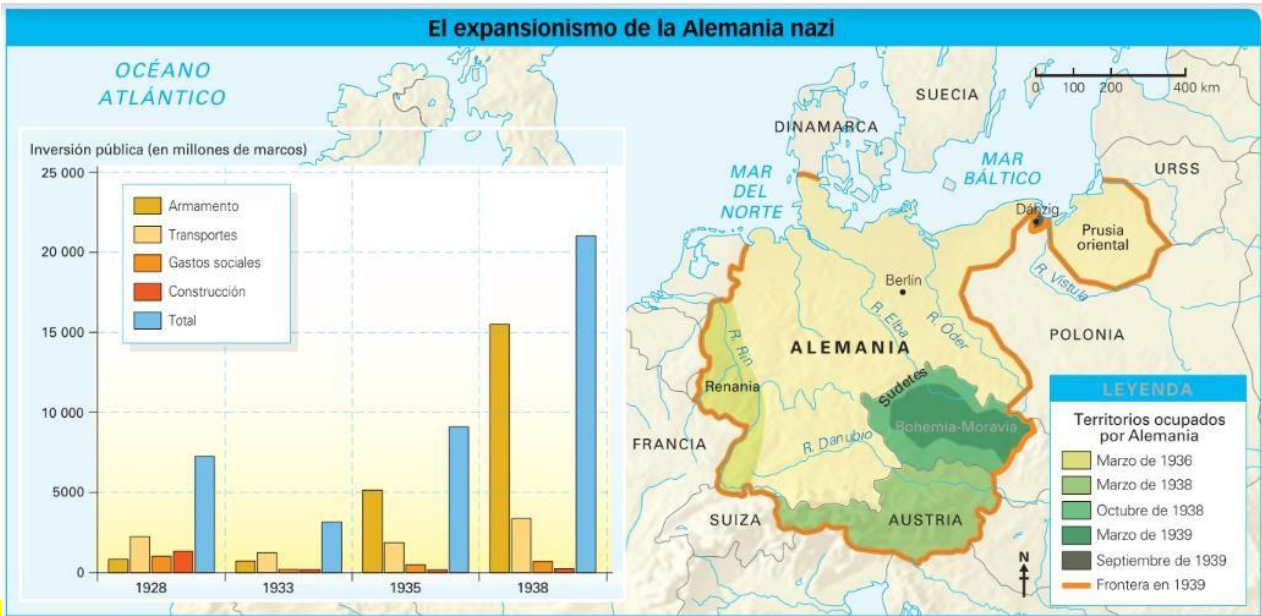 El expansionismo de la Alemania nazi
OCÉANO
ATLÁNTICO
SUECIA
0 100 200 400 km
DINAMARCA
MAR
DEL
NORTE
MAR
BÁLTICO
URSS
Dánzig
Prusia
oriental
R. Vístula
Berlín
R. Elba
R. Óder
POLONIA
ALEMANIA
R. Rin
Renania
Sudetes
Bohemia-Moravia
FRANCIA
R. Danubio
SUIZA
AUSTRIA
N
Inversión pública (en millones de marcos)
25 000
20 000
15 000
10 000
5000
0
Armamento
Transportes
Gastos sociales
Construcción
Total
1928 1933 1935 1938
LEYENDA
Territorios ocupados
por Alemania
Marzo de 1936
Marzo de 1938
Octubre de 1938
Marzo de 1939
Septiembre de 1939
Frontera en 1939